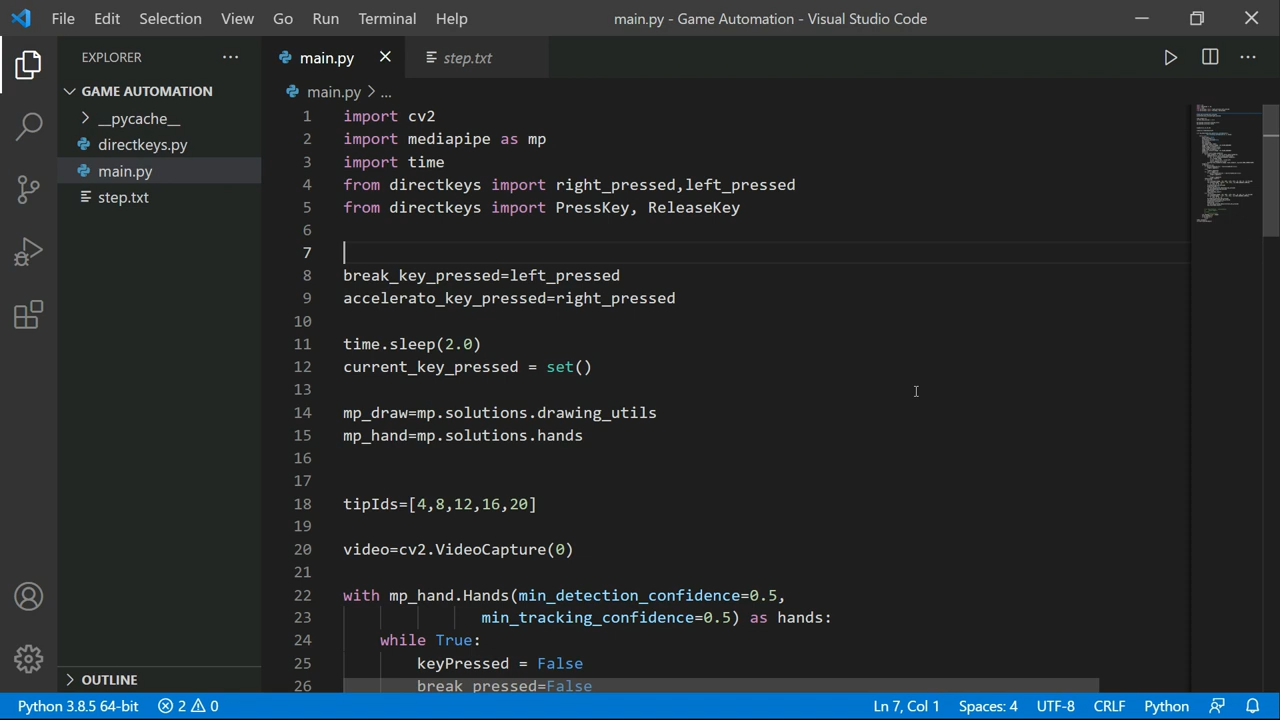 File Edit Selection View Go Run Terminal Help main.py - Game Automation - Visual Studio Code
EXPLORER ...
GAME AUTOMATION
__pycache__
directkeys.py
main.py
step.txt
OUTLINE
main.py step.txt
main.py > ...
1 import cv2
2 import mediapipe as mp
3 import time
4 from directkeys import right_pressed,left_pressed
5 from directkeys import PressKey, ReleaseKey
6
7
8 break_key_pressed=left_pressed
9 accelerato_key_pressed=right_pressed
10
11 time.sleep(2.0)
12 current_key_pressed = set()
13
14 mp_draw=mp.solutions.drawing_utils
15 mp_hand=mp.solutions.hands
16
17
18 tipIds=[4,8,12,16,20]
19
20 video=cv2.VideoCapture(0)
21
22 with mp_hand.Hands(min_detection_confidence=0.5,
23 min_tracking_confidence=0.5) as hands:
24 while True:
25 keyPressed = False
26 break_pressed=False
Python 3.8.5 64-bit 2 0 Ln 7, Col 1 Spaces: 4 UTF-8 CRLF Python